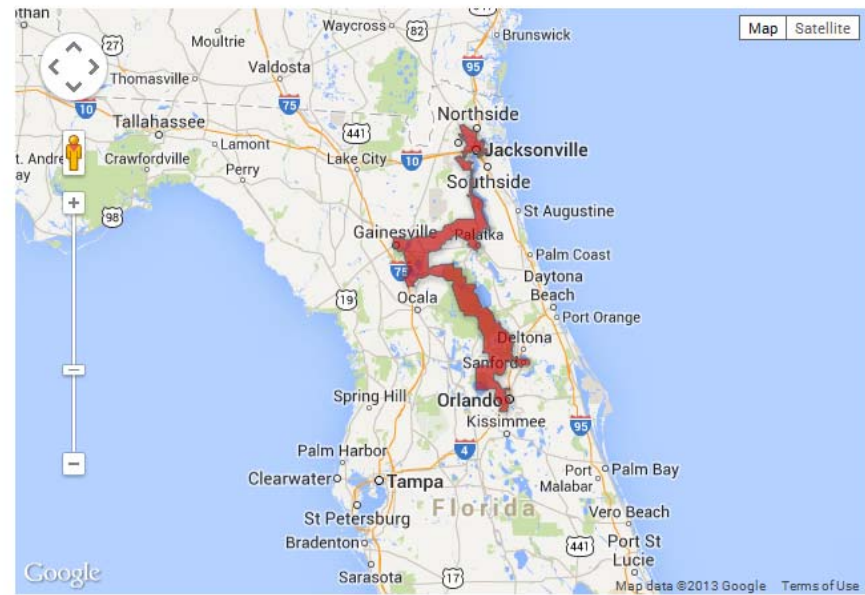 othan
Waycross
82
Brunswick
Map
Satellite
27
Moultrie
95
Thomasville
Valdosta
10
75
Northside
Tallahassee
441
Jacksonville
Lamont
Lake City
10
t. Andre
ay
Crawfordville
Perry
Southside
98
St Augustine
Gainesville
Palatka
75
Palm Coast
Daytona
Beach
Ocala
19
Port Orange
Deltona
Sanford
Spring Hill
Orlando
Kissimmee
95
4
Palm Harbor
Port
Malabar
Palm Bay
Clearwater
Tampa
Florida
St Petersburg
Vero Beach
Bradenton
441
Port St
Lucie
Google
Sarasota
17
Map data ©2013 Google
Terms of Use